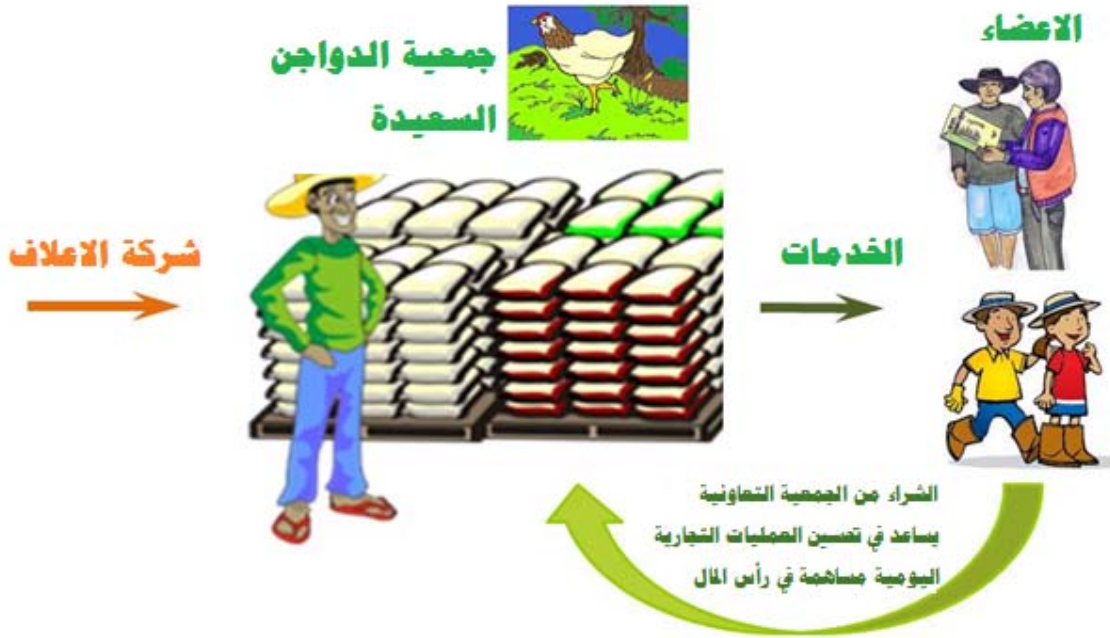 الاعضاء
جمعية الدواجن
السعيدة
شركة الاعلاف
الخدمات
الشراء من الجمعية التعاونية
يساعد في تحسين العمليات التجارية
اليومية مساهمة في رأس المال